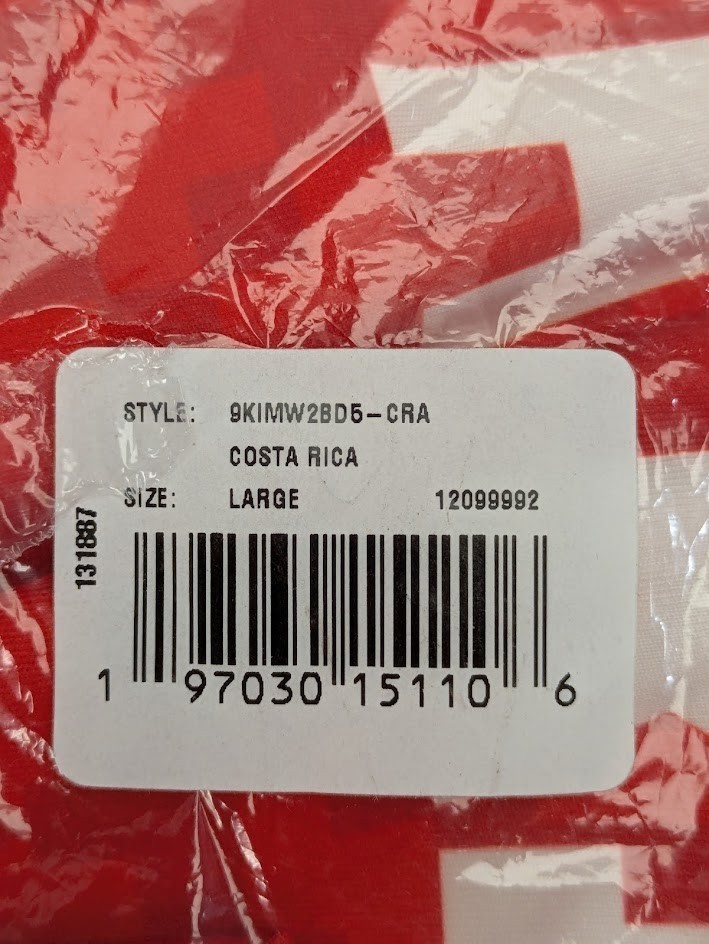 STYLE: 9KIMW2BD5-CRA
COSTA RICA
SIZE: LARGE 12099992
131887
1 97030 15110 6